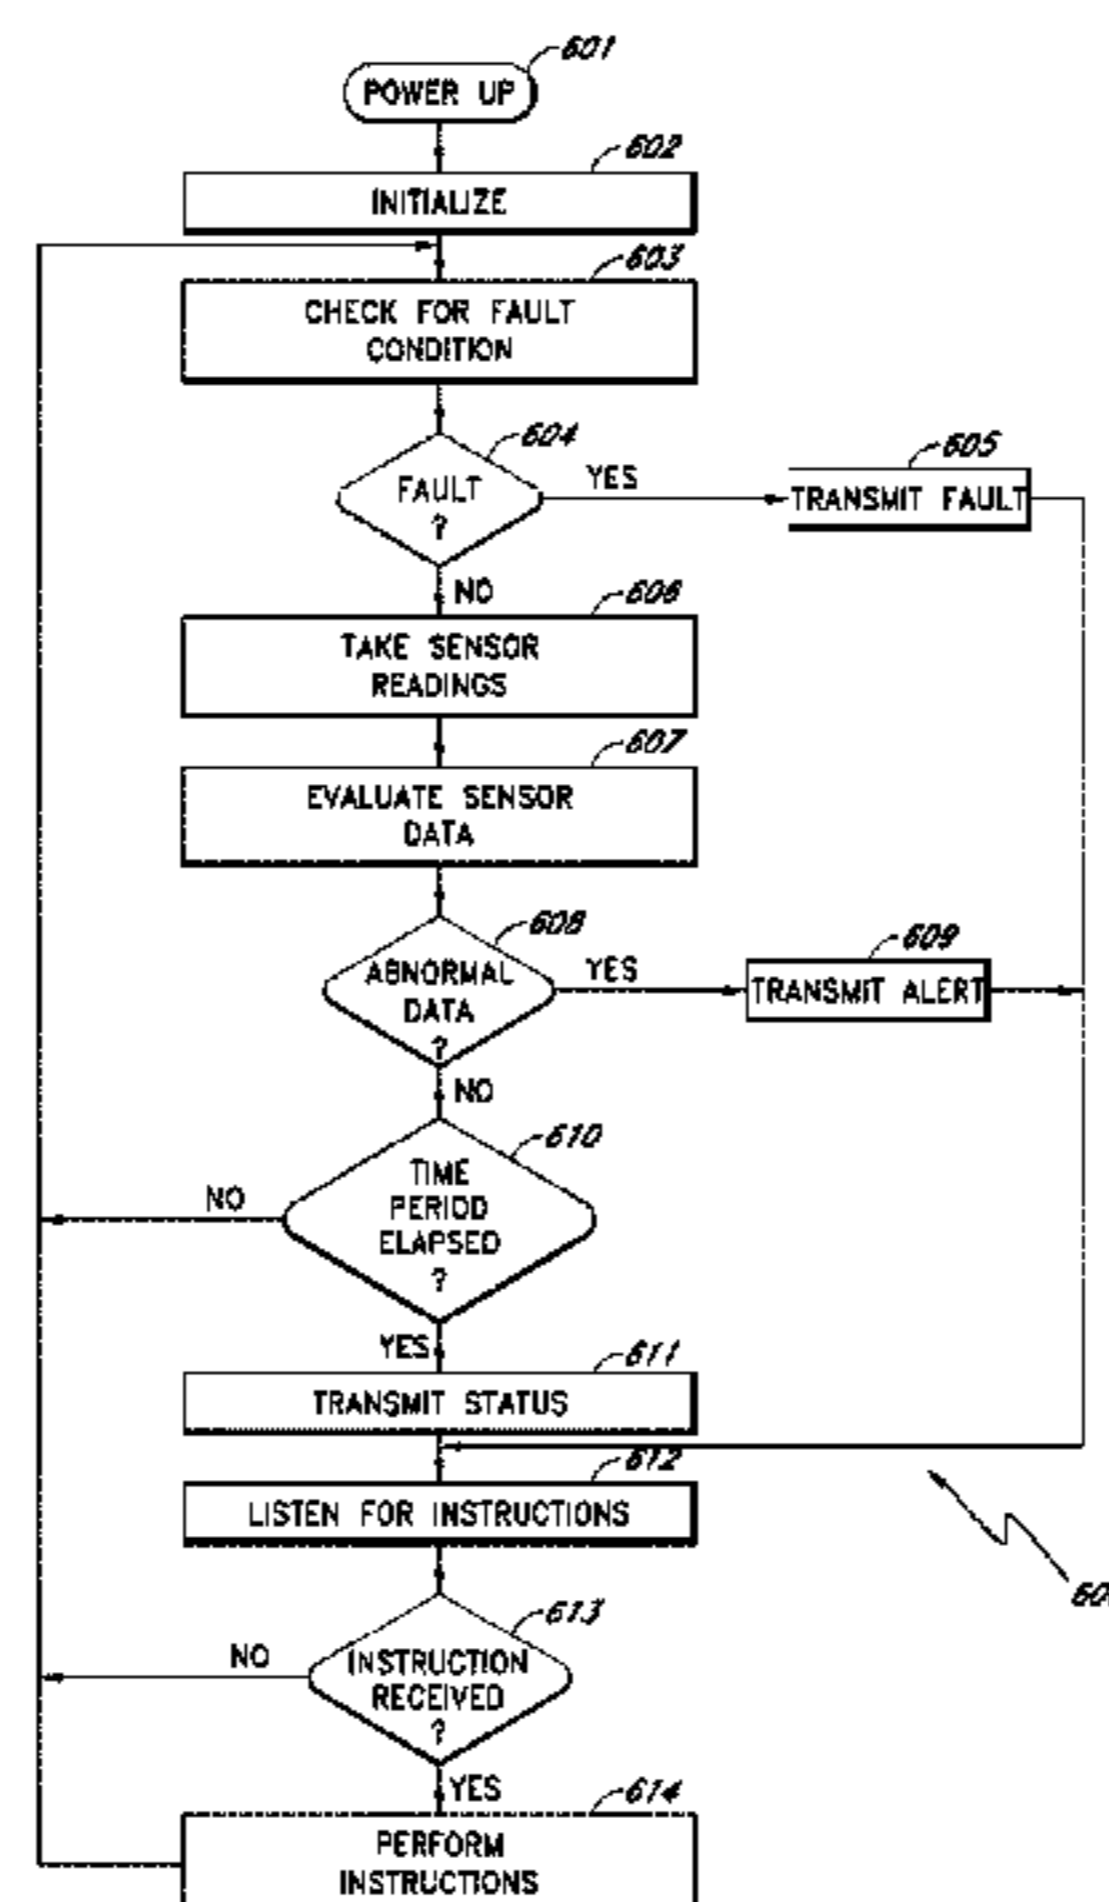 601
POWER UP
602
INITIALIZE
603
CHECK FOR FAULT
CONDITION
604
FAULT
?
YES
605
TRANSMIT FAULT
NO
606
TAKE SENSOR
READINGS
607
EVALUATE SENSOR
DATA
608
ABNORMAL
DATA
?
YES
609
TRANSMIT ALERT
NO
610
TIME
PERIOD
ELAPSED
?
NO
YES
611
TRANSMIT STATUS
612
LISTEN FOR INSTRUCTIONS
600
613
INSTRUCTION
RECEIVED
?
NO
YES
614
PERFORM
INSTRUCTIONS